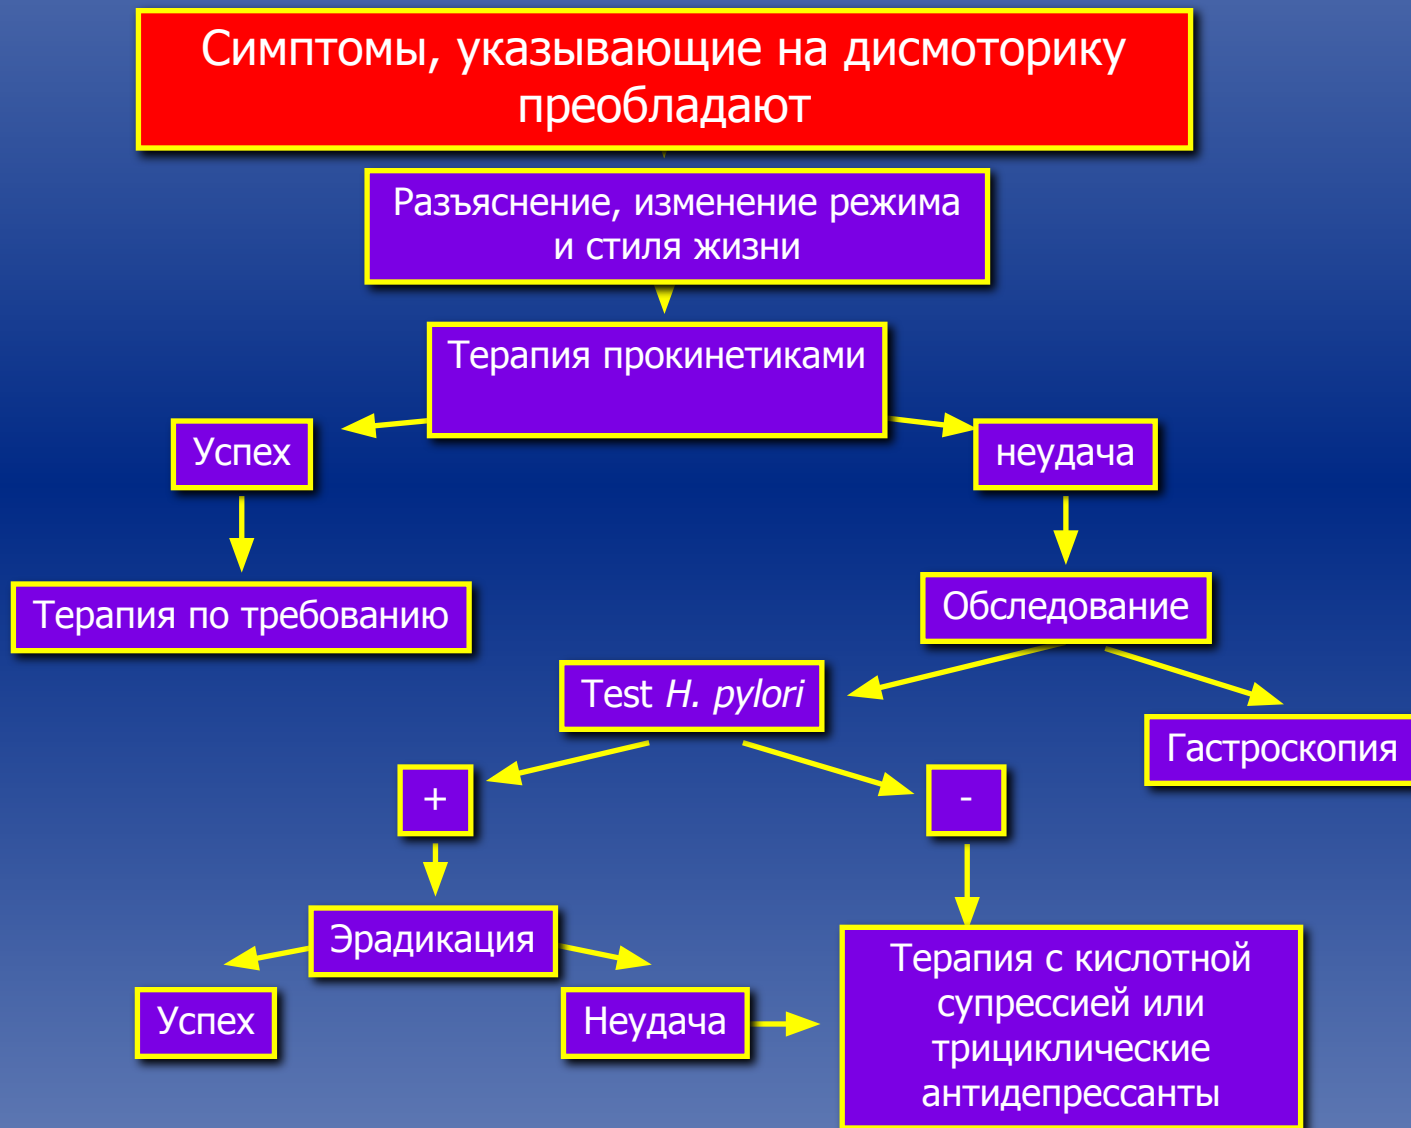 Симптомы, указывающие на дисмоторику
преобладают
Разъяснение, изменение режима
и стиля жизни
Терапия прокинетиками
Успех
неудача
Терапия по требованию
Обследование
Test H. pylori
Гастроскопия
+
-
Эрадикация
Терапия с кислотной
супрессией или
трициклические
антидепрессанты
Успех
Неудача